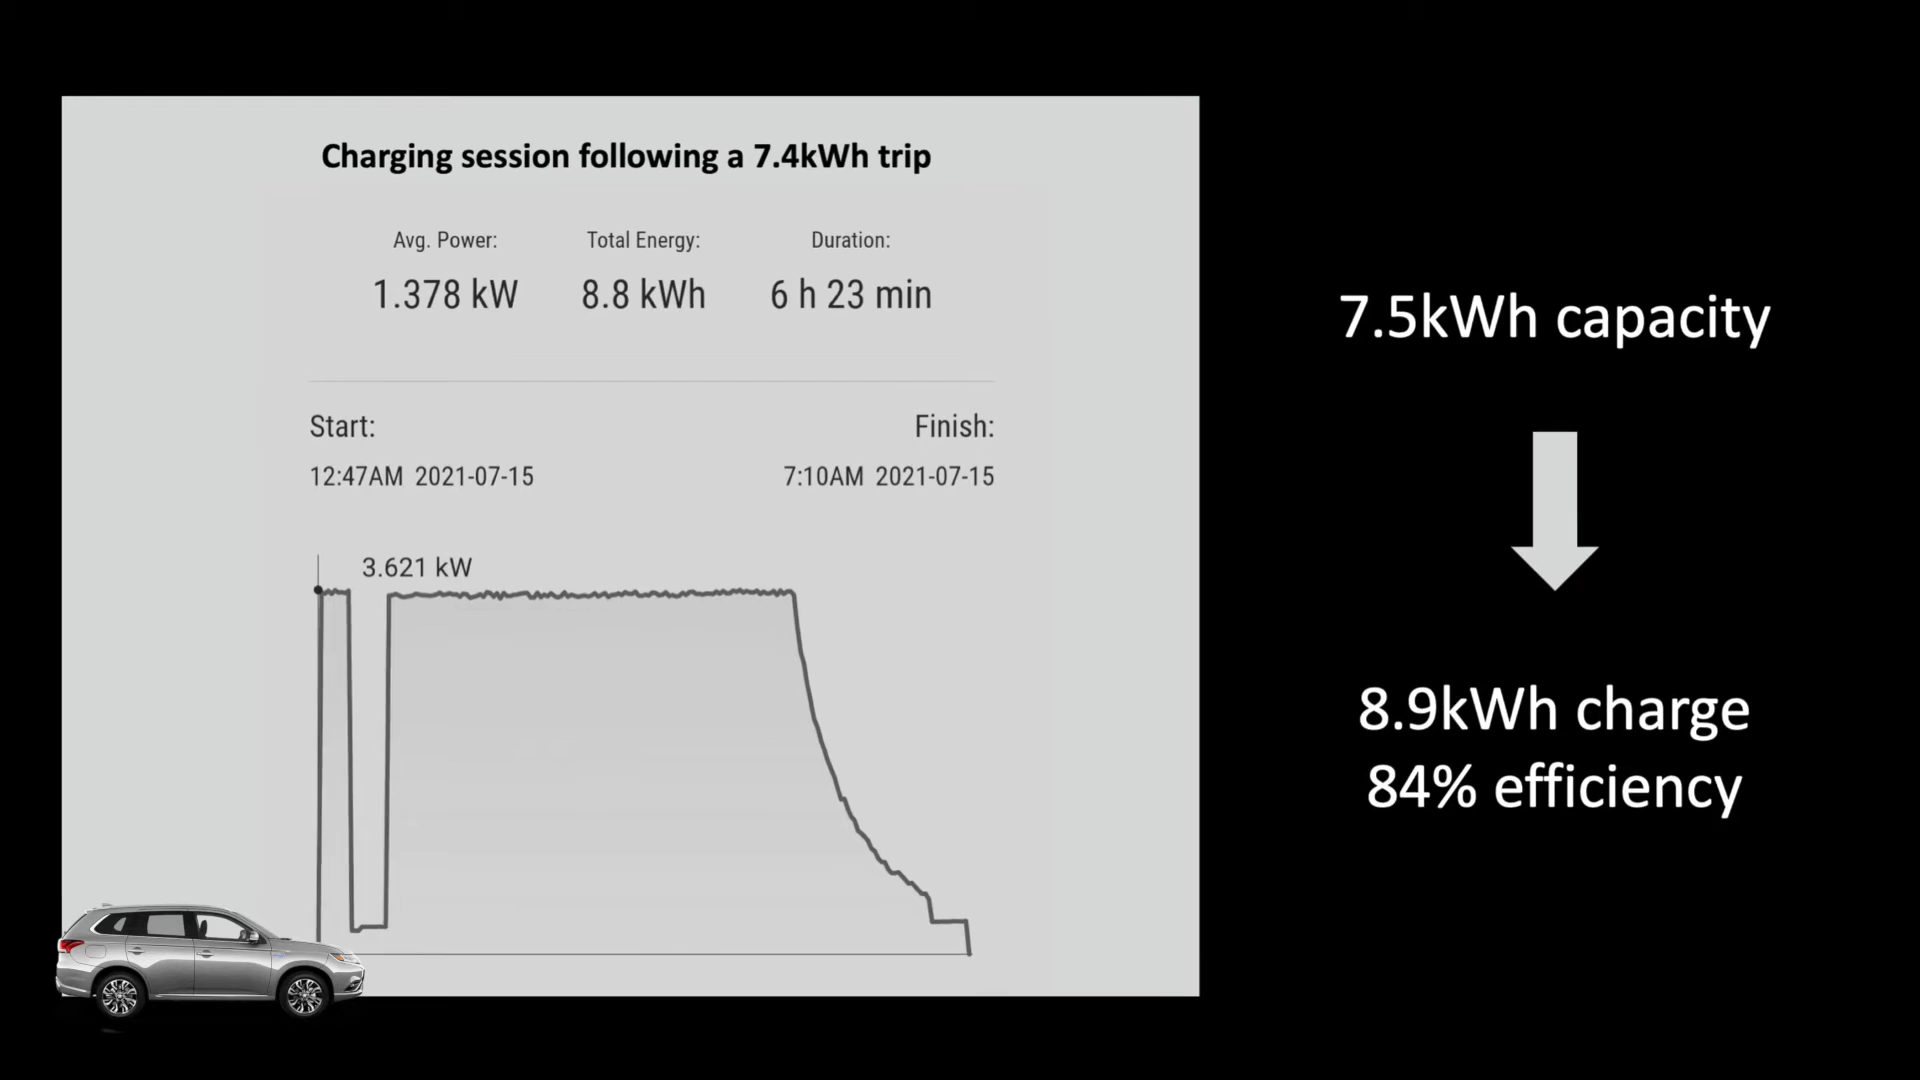 Charging session following a 7.4kWh trip
Avg. Power: Total Energy: Duration:
1.378 kW 8.8 kWh 6 h 23 min
Start: Finish:
12:47AM 2021-07-15 7:10AM 2021-07-15
3.621 kW
7.5kWh capacity
8.9kWh charge
84% efficiency